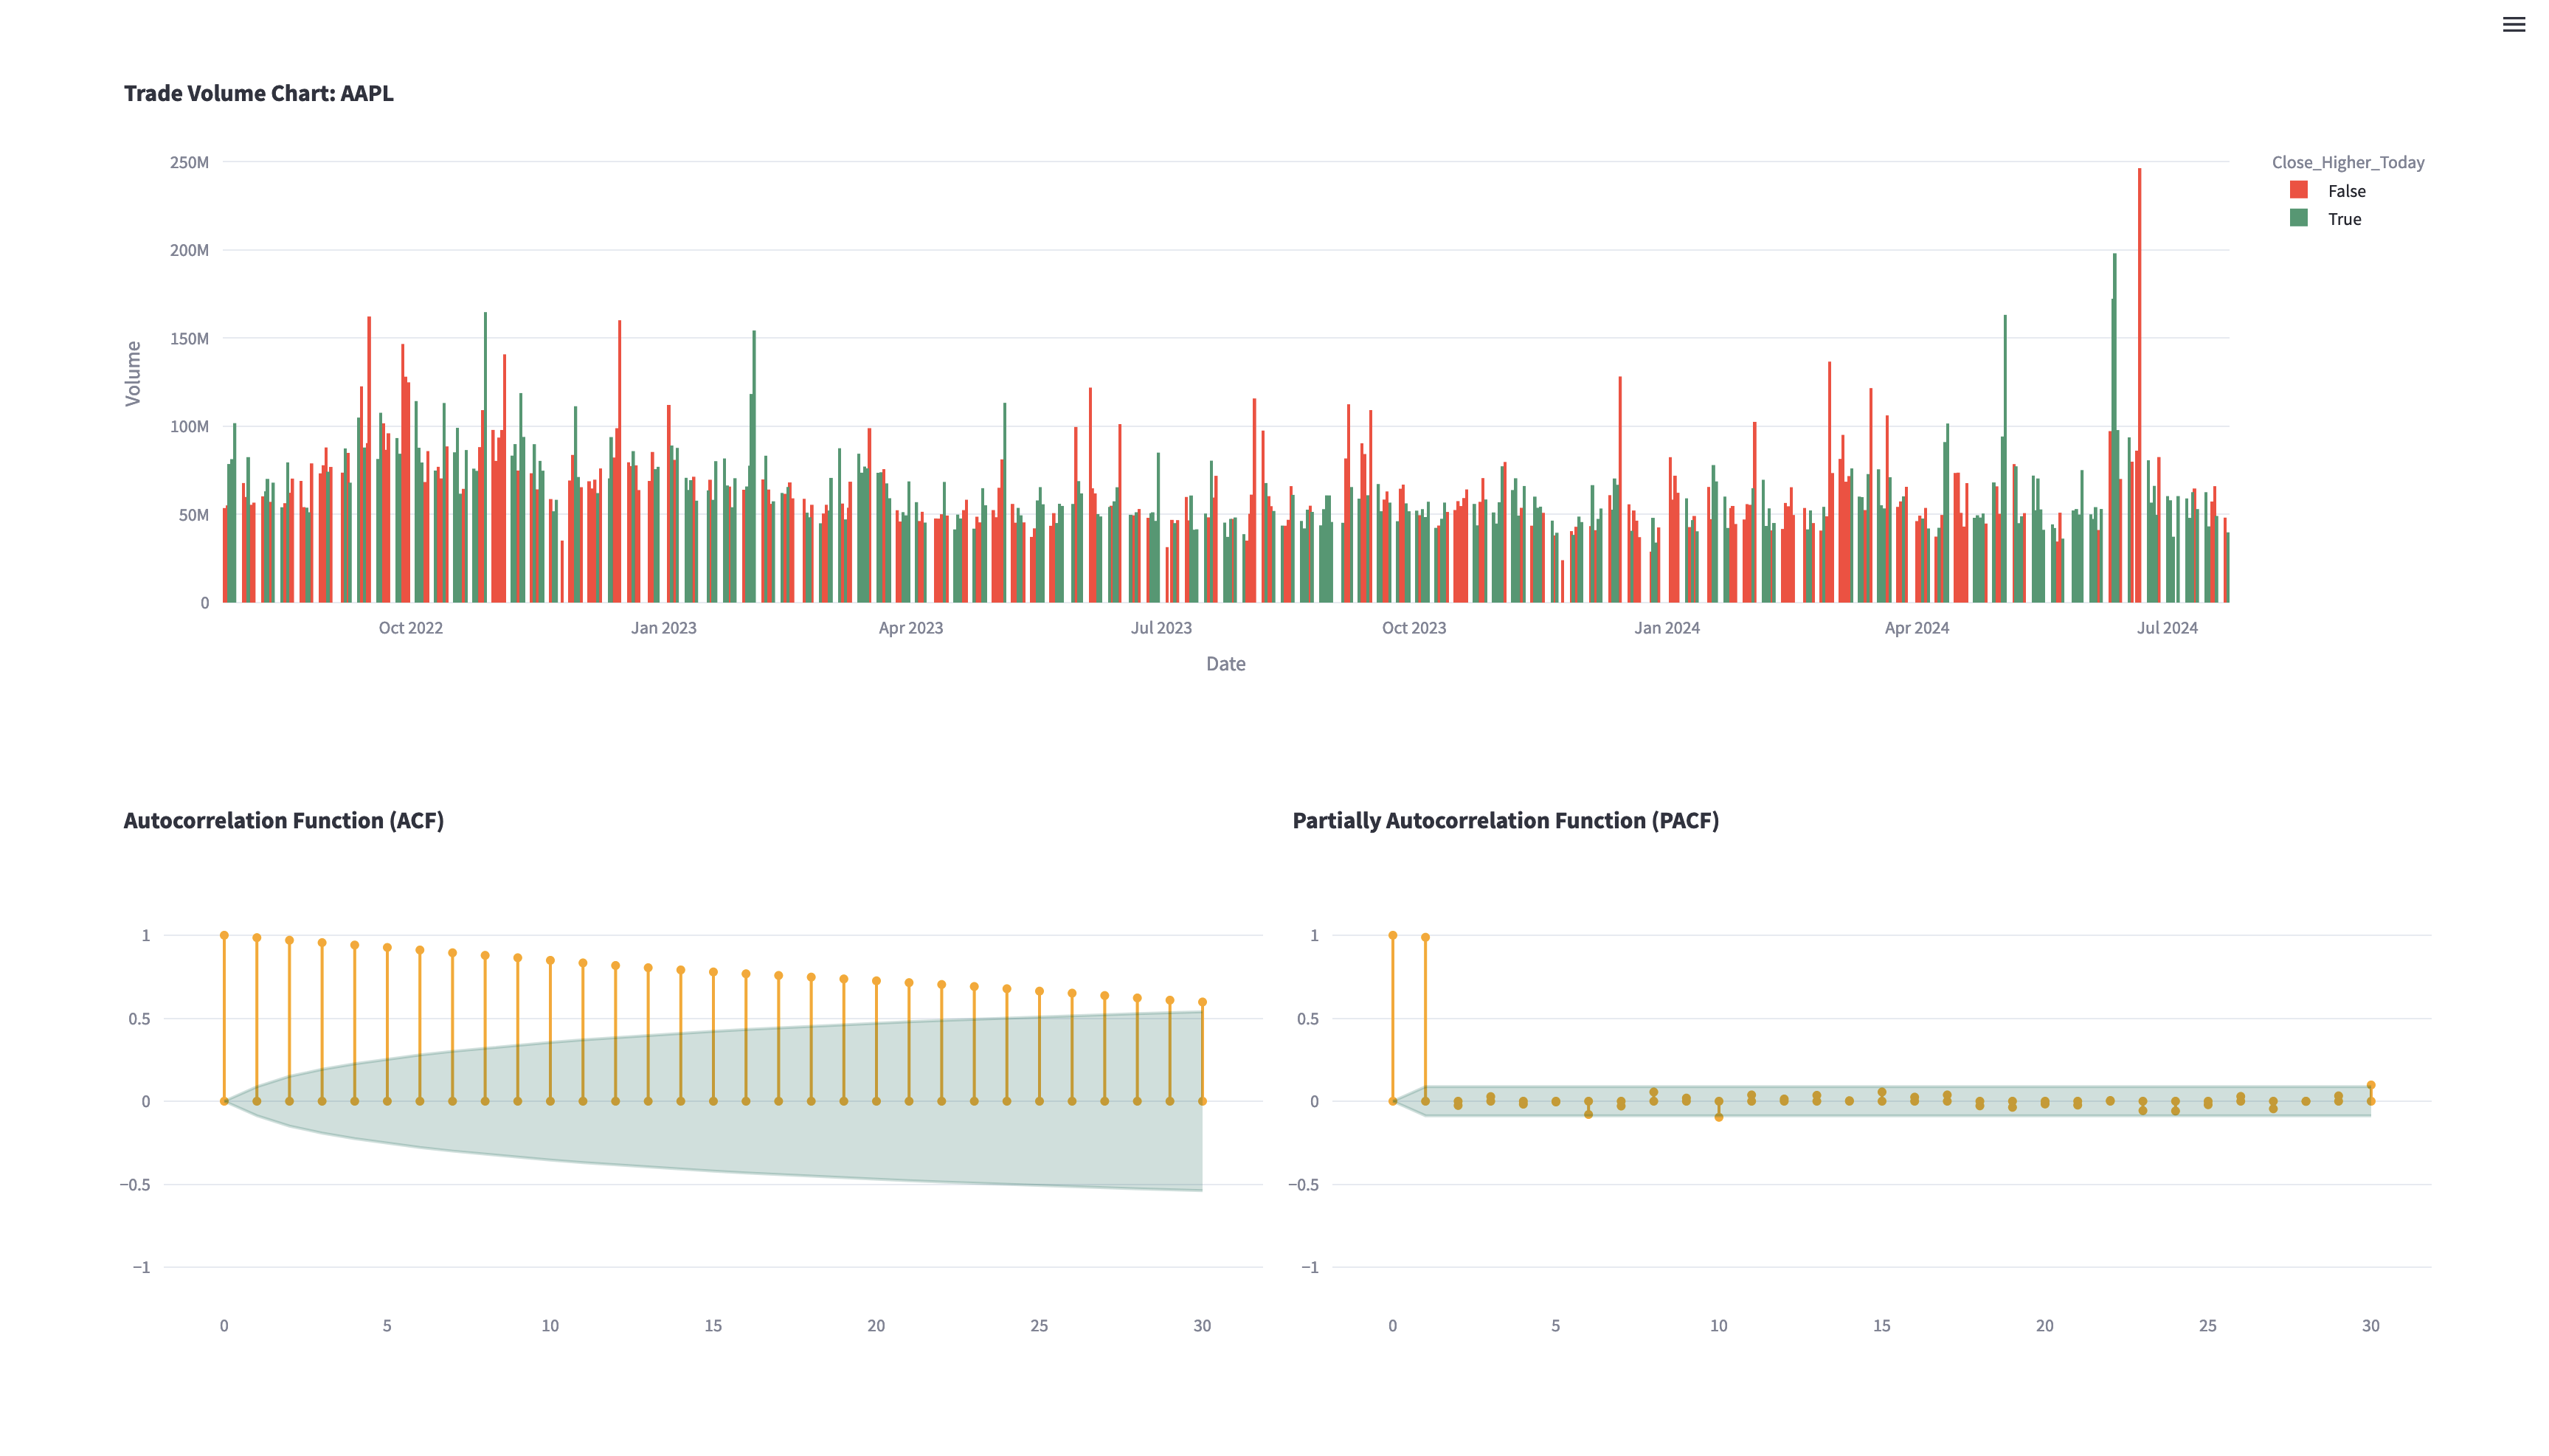 Trade Volume Chart: AAPL
250M
200M
150M
100M
50M
0
Volume
Oct 2022
Jan 2023
Apr 2023
Jul 2023
Oct 2023
Jan 2024
Apr 2024
Jul 2024
Date
Close_Higher_Today
False
True
Autocorrelation Function (ACF)
1
0.5
0
−0.5
−1
0
5
10
15
20
25
30
Partially Autocorrelation Function (PACF)
1
0.5
0
−0.5
−1
0
5
10
15
20
25
30